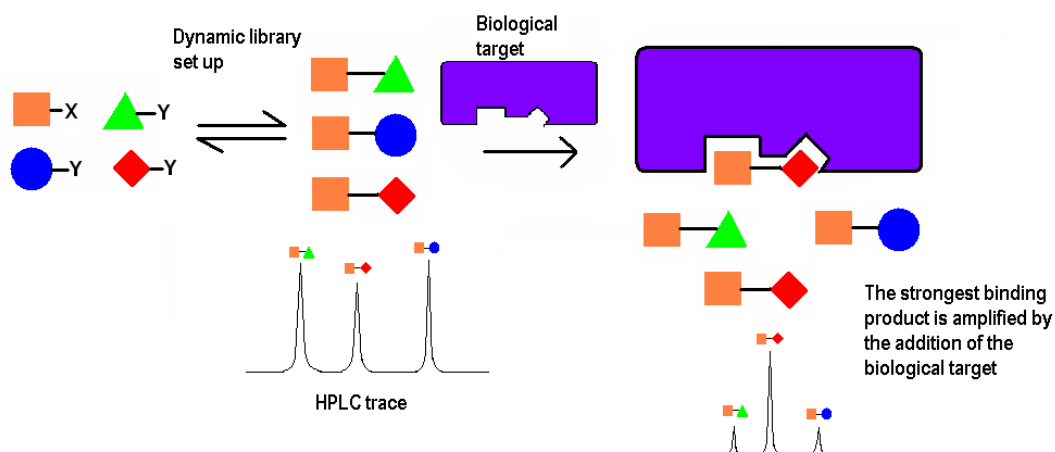 Dynamic library
set up
Biological
target
X
Y
Y
Y
HPLC trace
The strongest binding
product is amplified by
the addition of the
biological target